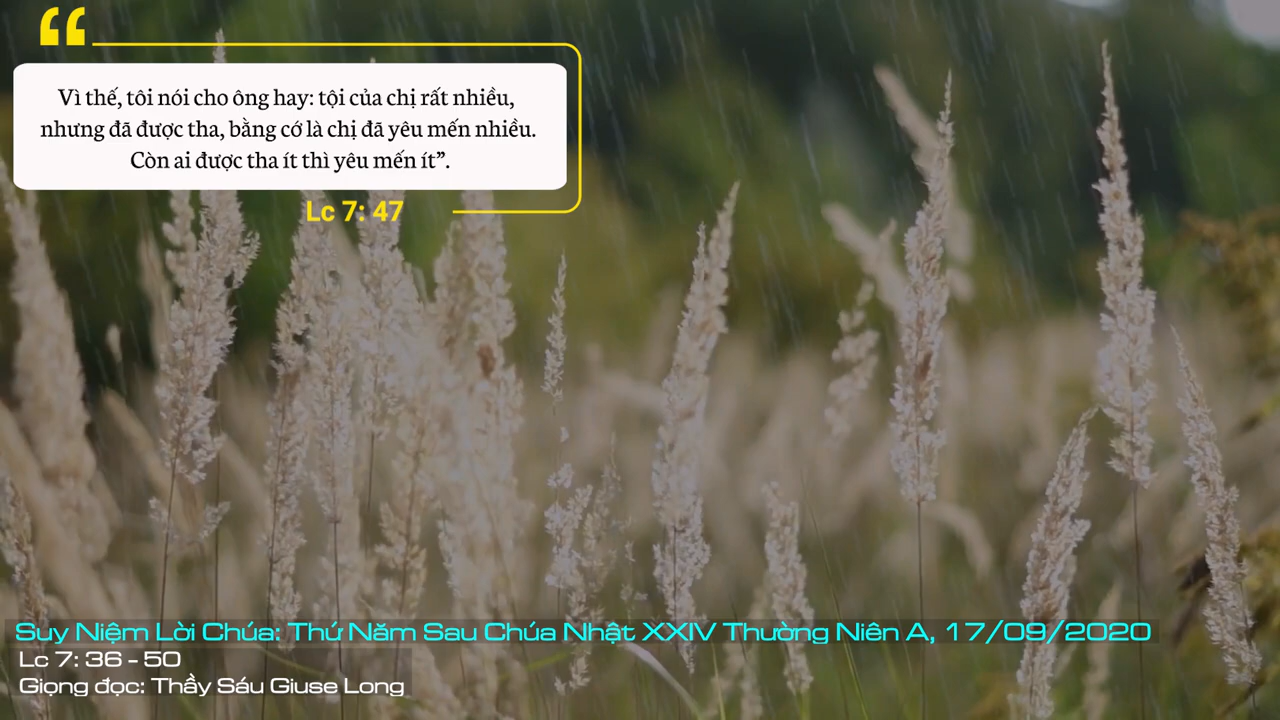 “
Vì thế, tôi nói cho ông hay: tội của chị rất nhiều,
nhưng đã được tha, bằng cớ là chị đã yêu mến nhiều.
Còn ai được tha ít thì yêu mến ít”.
Lc 7: 47
Suy Niệm Lời Chúa: Thứ Năm Sau Chúa Nhật XXIV Thường Niên A, 17/09/2020
Lc 7: 36 - 50
Giọng đọc: Thầy Sáu Giuse Long